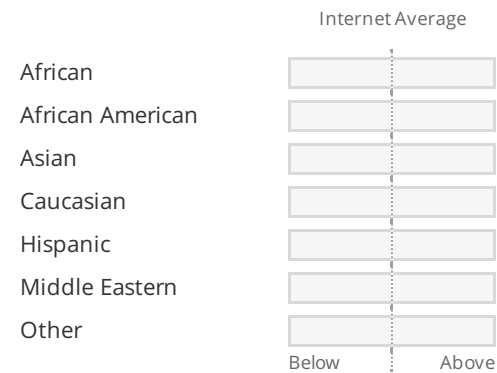 Internet Average
African
African American
Asian
Caucasian
Hispanic
Middle Eastern
Other
Below Above